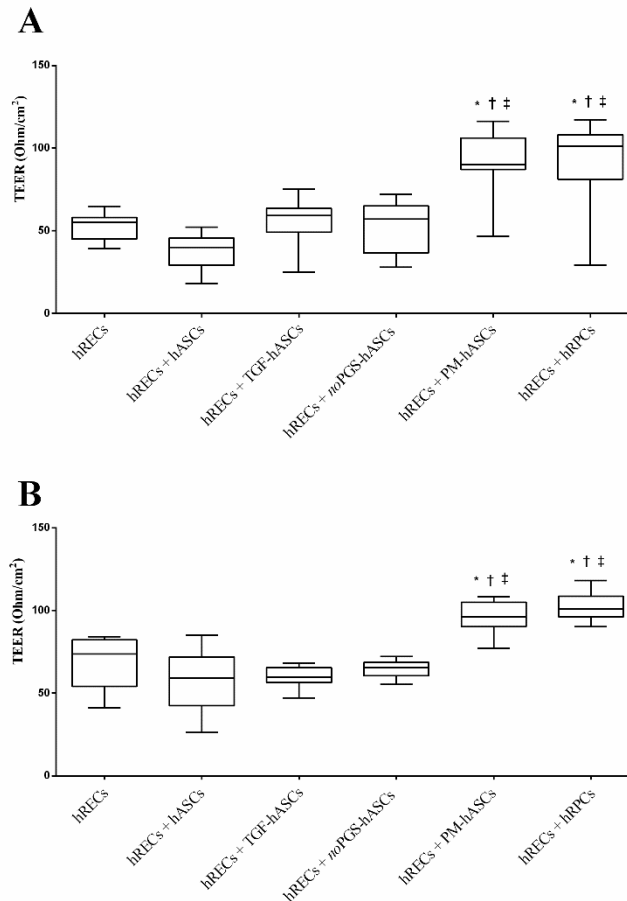 A
TEER (Ohm/cm²)
150
100
50
0
* † ‡
* † ‡
hRECs
hRECs + hASCs
hRECs + TGF-hASCs
hRECs + noPGS-hASCs
hRECs + PM-hASCs
hRECs + hRPCs
B
TEER (Ohm/cm²)
150
100
50
0
* † ‡
* † ‡
hRECs
hRECs + hASCs
hRECs + TGF-hASCs
hRECs + noPGS-hASCs
hRECs + PM-hASCs
hRECs + hRPCs